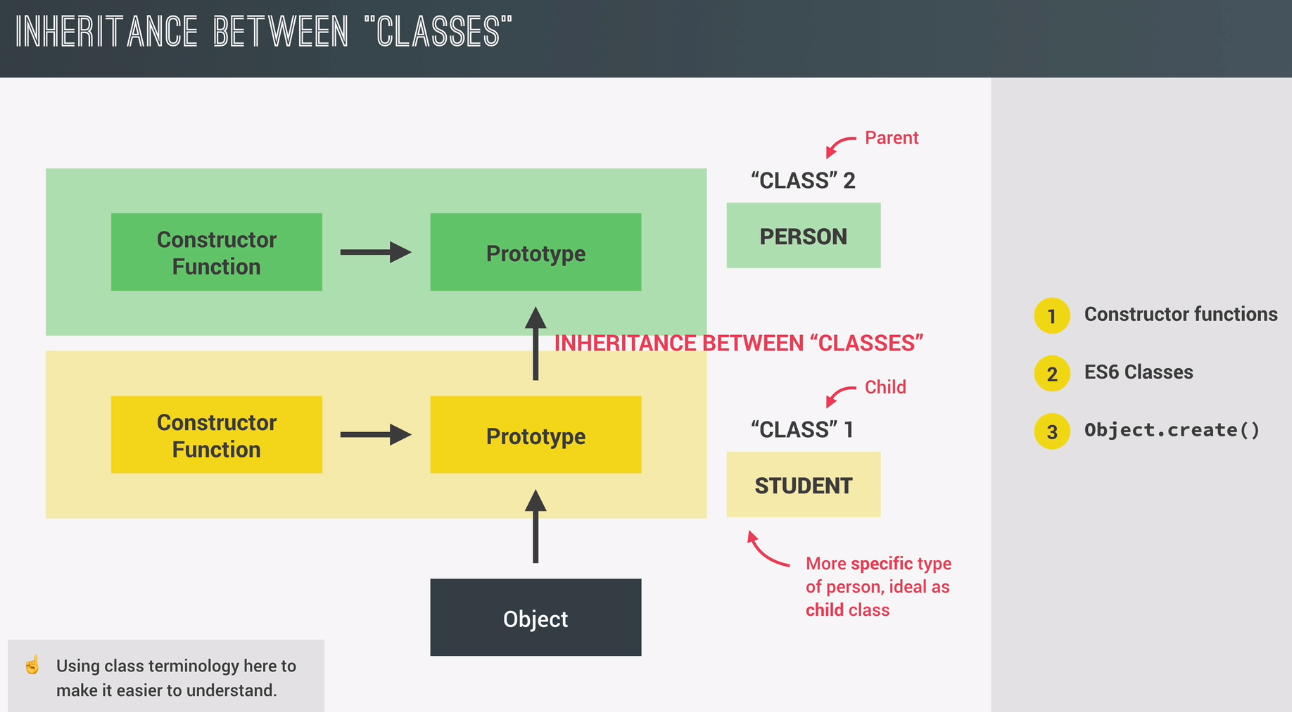 INHERITANCE BETWEEN "CLASSES"
Parent
“CLASS” 2
Constructor
Function
Prototype
PERSON
INHERITANCE BETWEEN “CLASSES”
Child
“CLASS” 1
Constructor
Function
Prototype
STUDENT
More specific type
of person, ideal as
child class
Object
Using class terminology here to
make it easier to understand.
1 Constructor functions
2 ES6 Classes
3 Object.create()